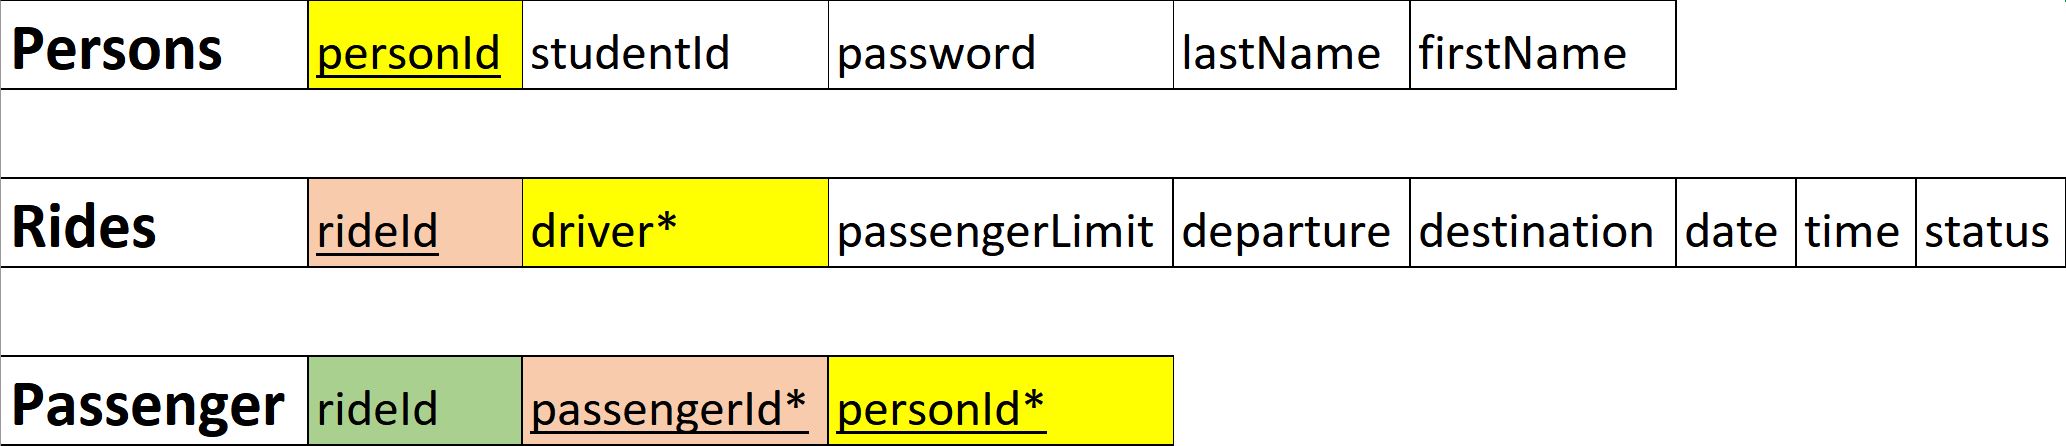 Persons personId studentId password lastName firstName
Rides rideId driver* passengerLimit departure destination date time status
Passenger rideId passengerId* personId*